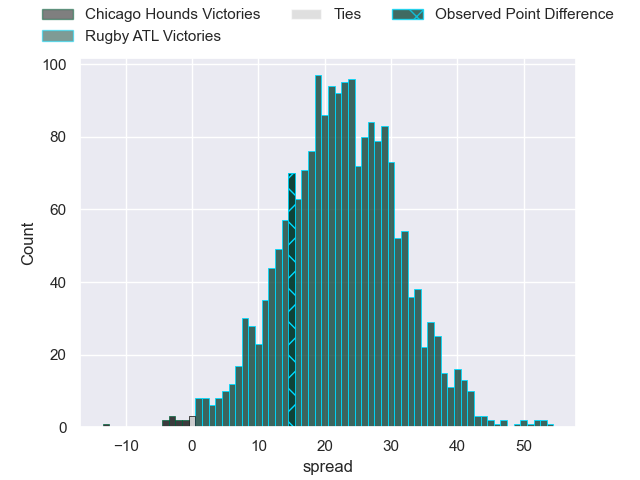 Chicago Hounds Victories Ties Observed Point Difference
Rugby ATL Victories
100
80
60
40
20
0
Count
−10 0 10 20 30 40 50
spread